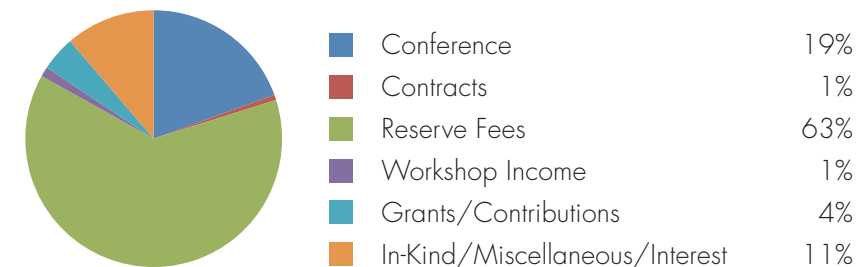 Conference 19%
Contracts 1%
Reserve Fees 63%
Workshop Income 1%
Grants/Contributions 4%
In-Kind/Miscellaneous/Interest 11%